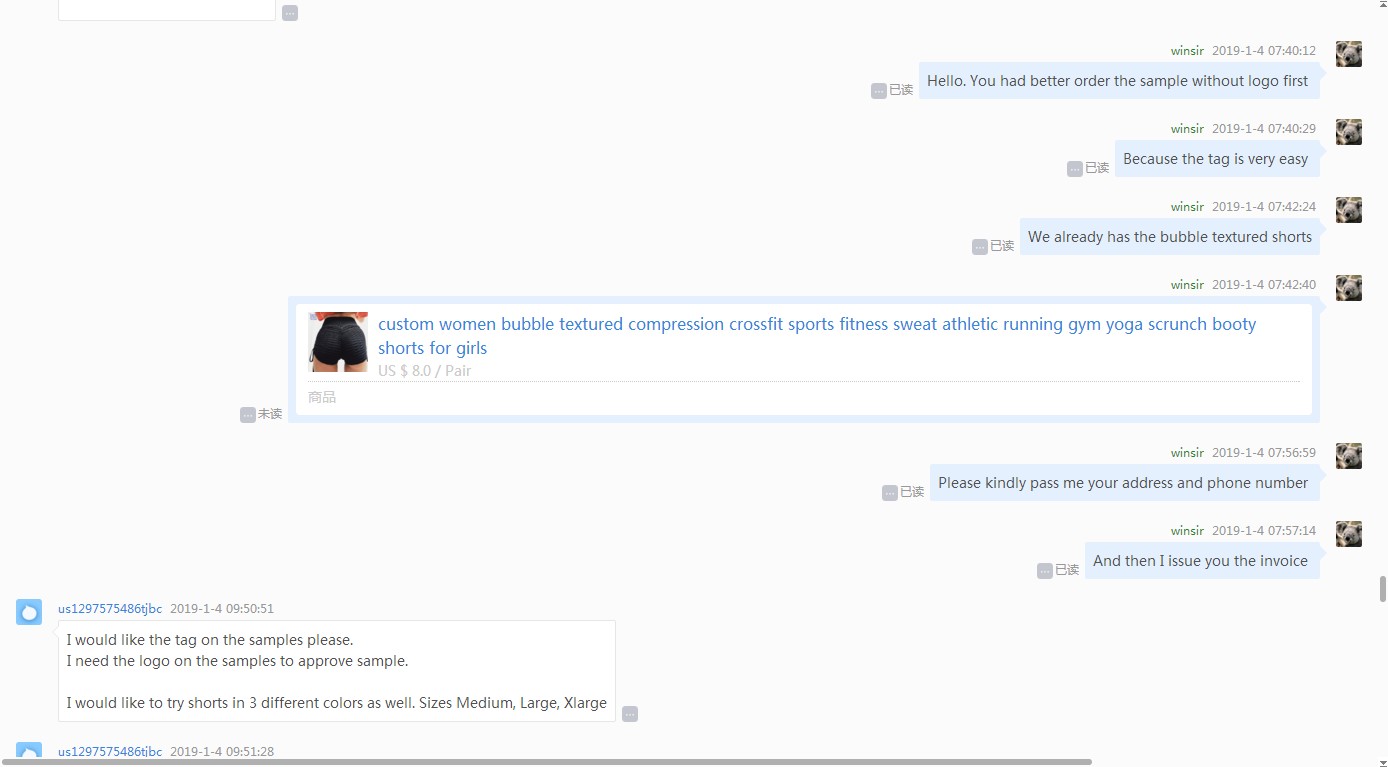 winsir 2019-1-4 07:40:12
Hello. You had better order the sample without logo first
已读
winsir 2019-1-4 07:40:29
Because the tag is very easy
已读
winsir 2019-1-4 07:42:24
We already has the bubble textured shorts
已读
winsir 2019-1-4 07:42:40
custom women bubble textured compression crossfit sports fitness sweat athletic running gym yoga scrunch booty
shorts for girls
US $ 8.0 / Pair
商品
未读
winsir 2019-1-4 07:56:59
Please kindly pass me your address and phone number
已读
winsir 2019-1-4 07:57:14
And then I issue you the invoice
已读
us1297575486tjbc 2019-1-4 09:50:51
I would like the tag on the samples please.
I need the logo on the samples to approve sample.
I would like to try shorts in 3 different colors as well. Sizes Medium, Large, Xlarge
us1297575486tjbc 2019-1-4 09:51:28